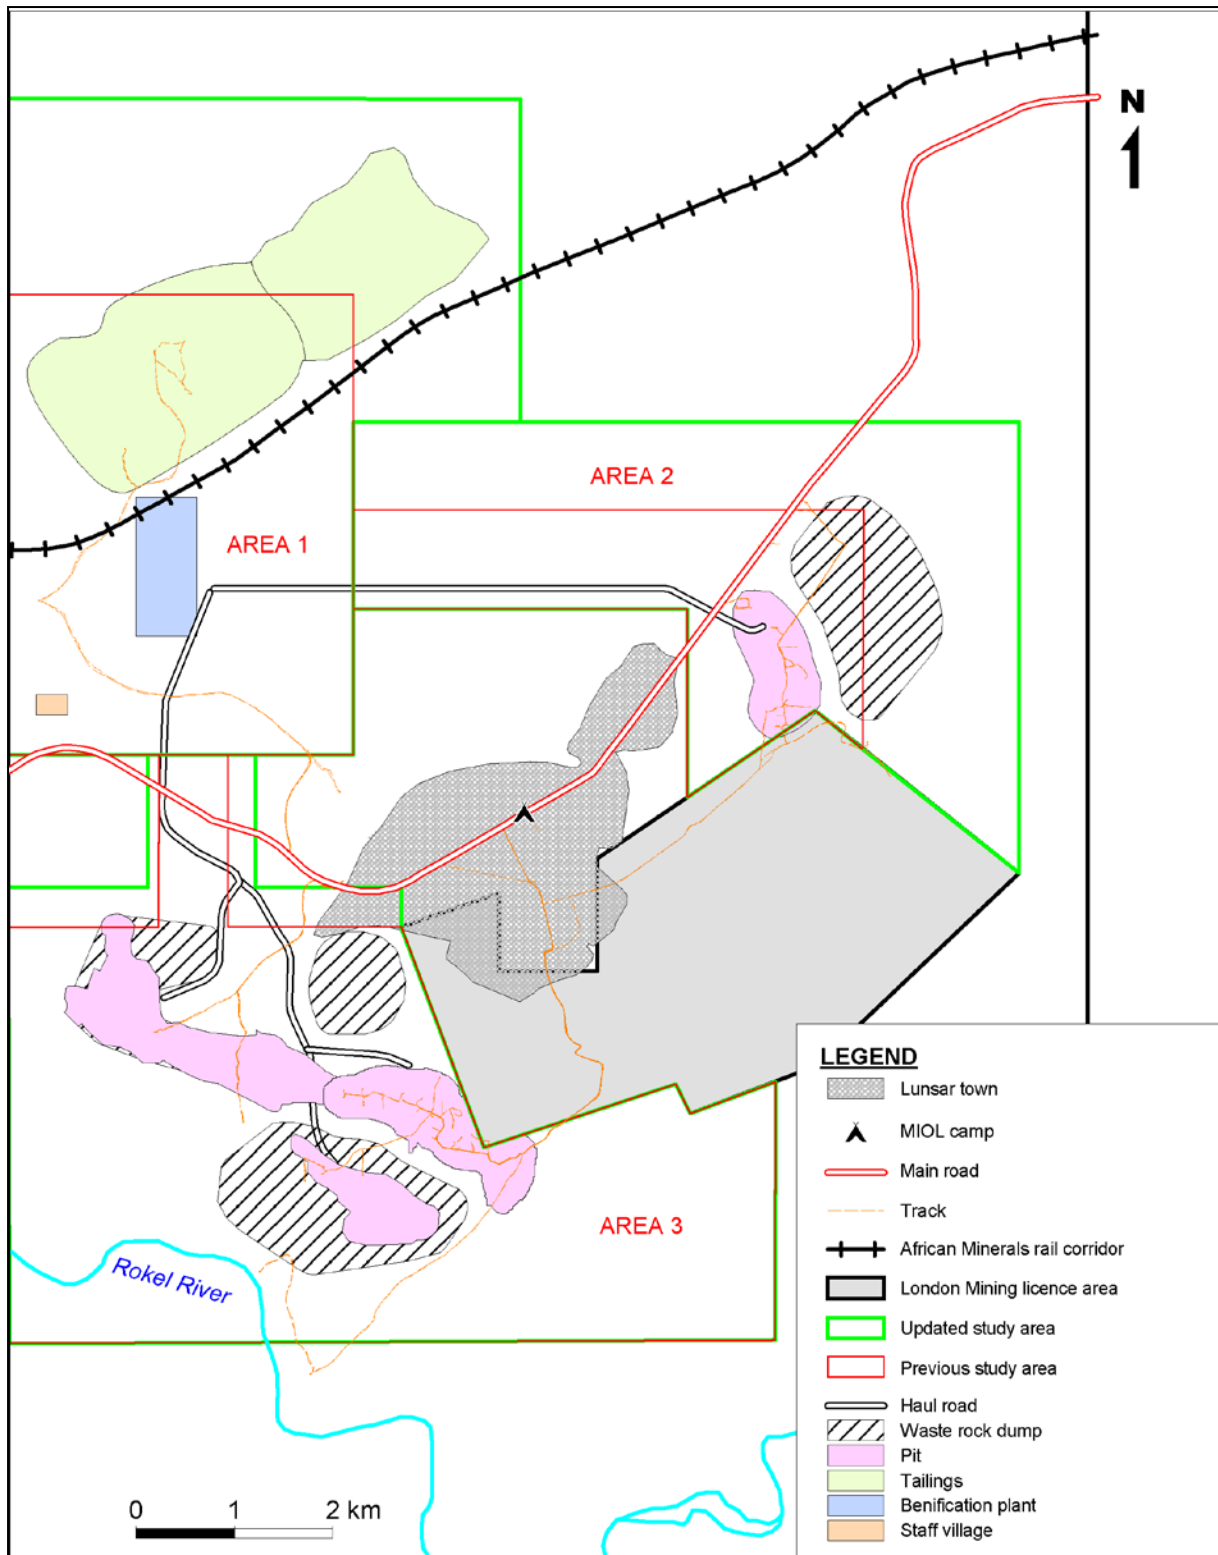 N
AREA 2
AREA 1
AREA 3
Rokel River
0 1 2 km
LEGEND
Lunsar town
MIOL camp
Main road
Track
African Minerals rail corridor
London Mining licence area
Updated study area
Previous study area
Haul road
Waste rock dump
Pit
Tailings
Benification plant
Staff village